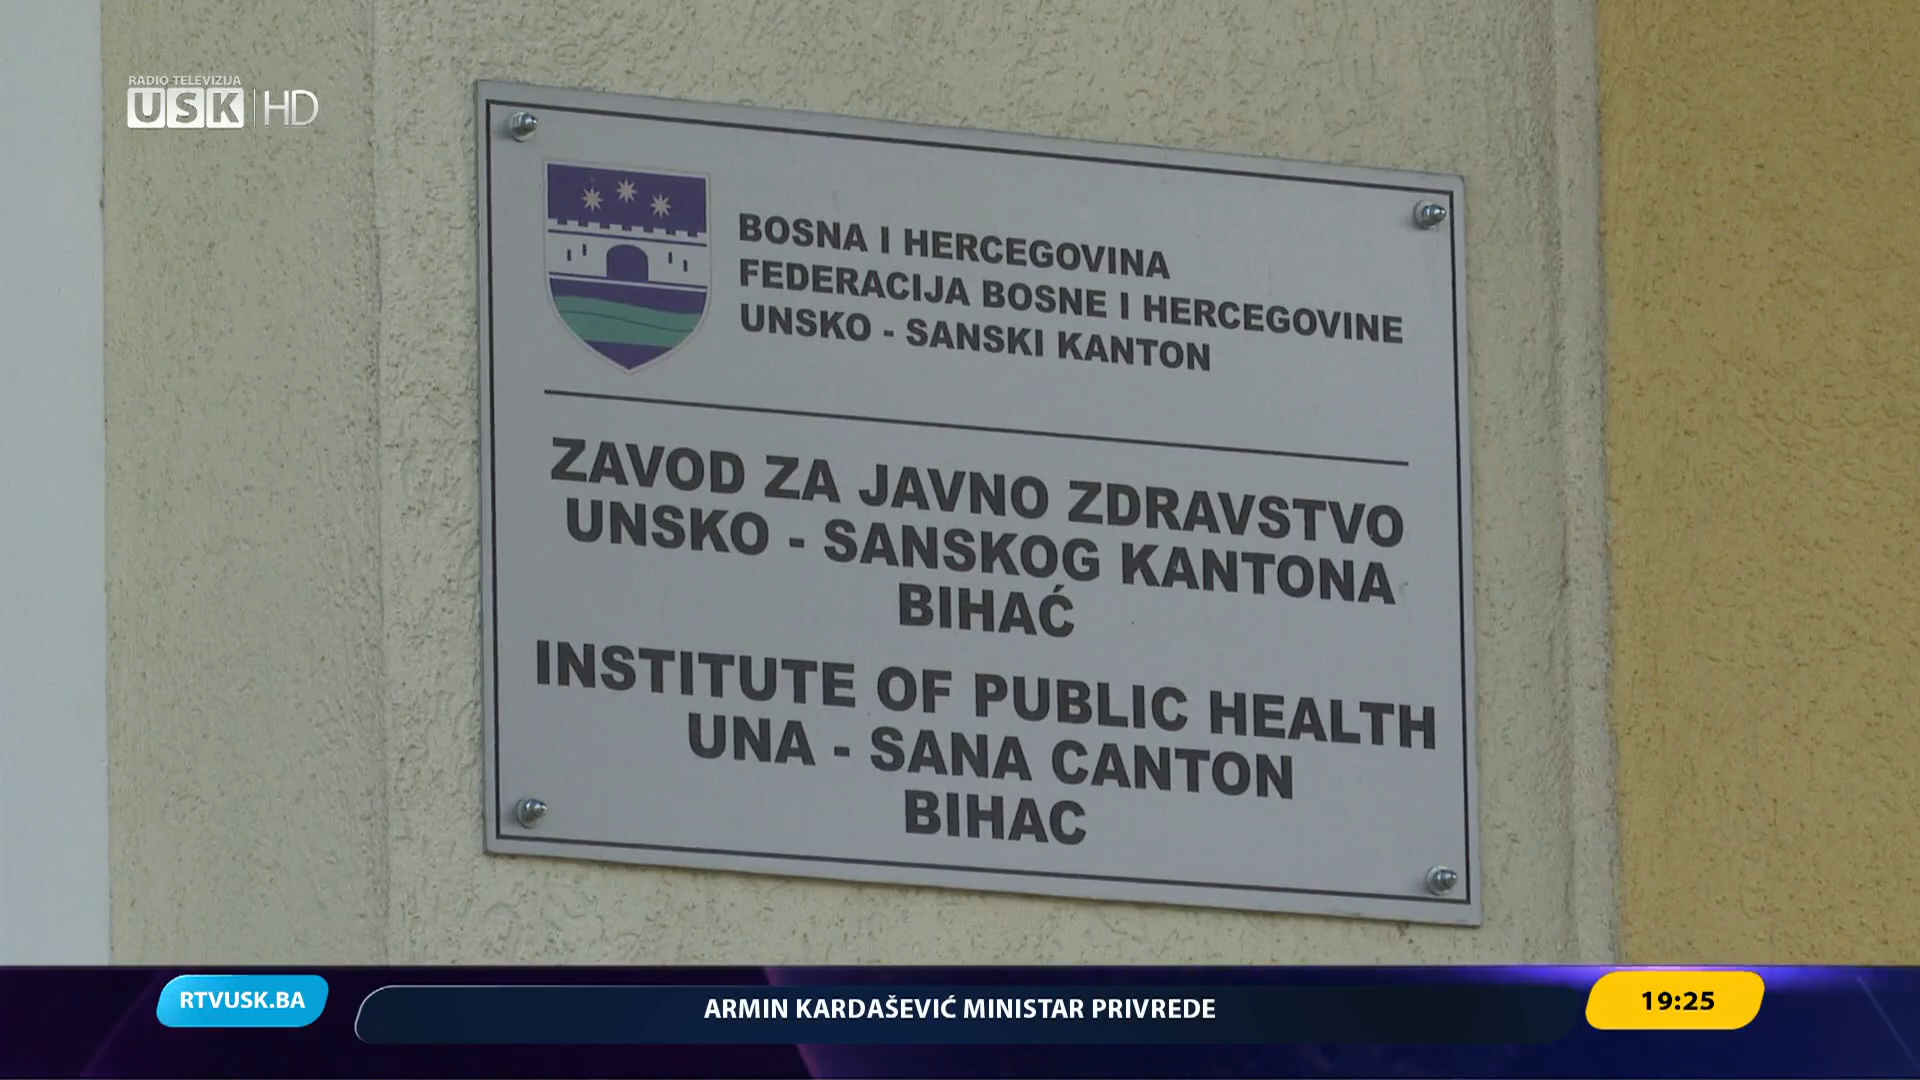 RADIO TELEVIZIJA
USK HD
BOSNA I HERCEGOVINA
FEDERACIJA BOSNE I HERCEGOVINE
UNSKO - SANSKI KANTON
ZAVOD ZA JAVNO ZDRAVSTVO
UNSKO - SANSKOG KANTONA
BIHAĆ
INSTITUTE OF PUBLIC HEALTH
UNA - SANA CANTON
BIHAC
RTVUSK.BA
ARMIN KARDAŠEVIĆ MINISTAR PRIVREDE
19:25